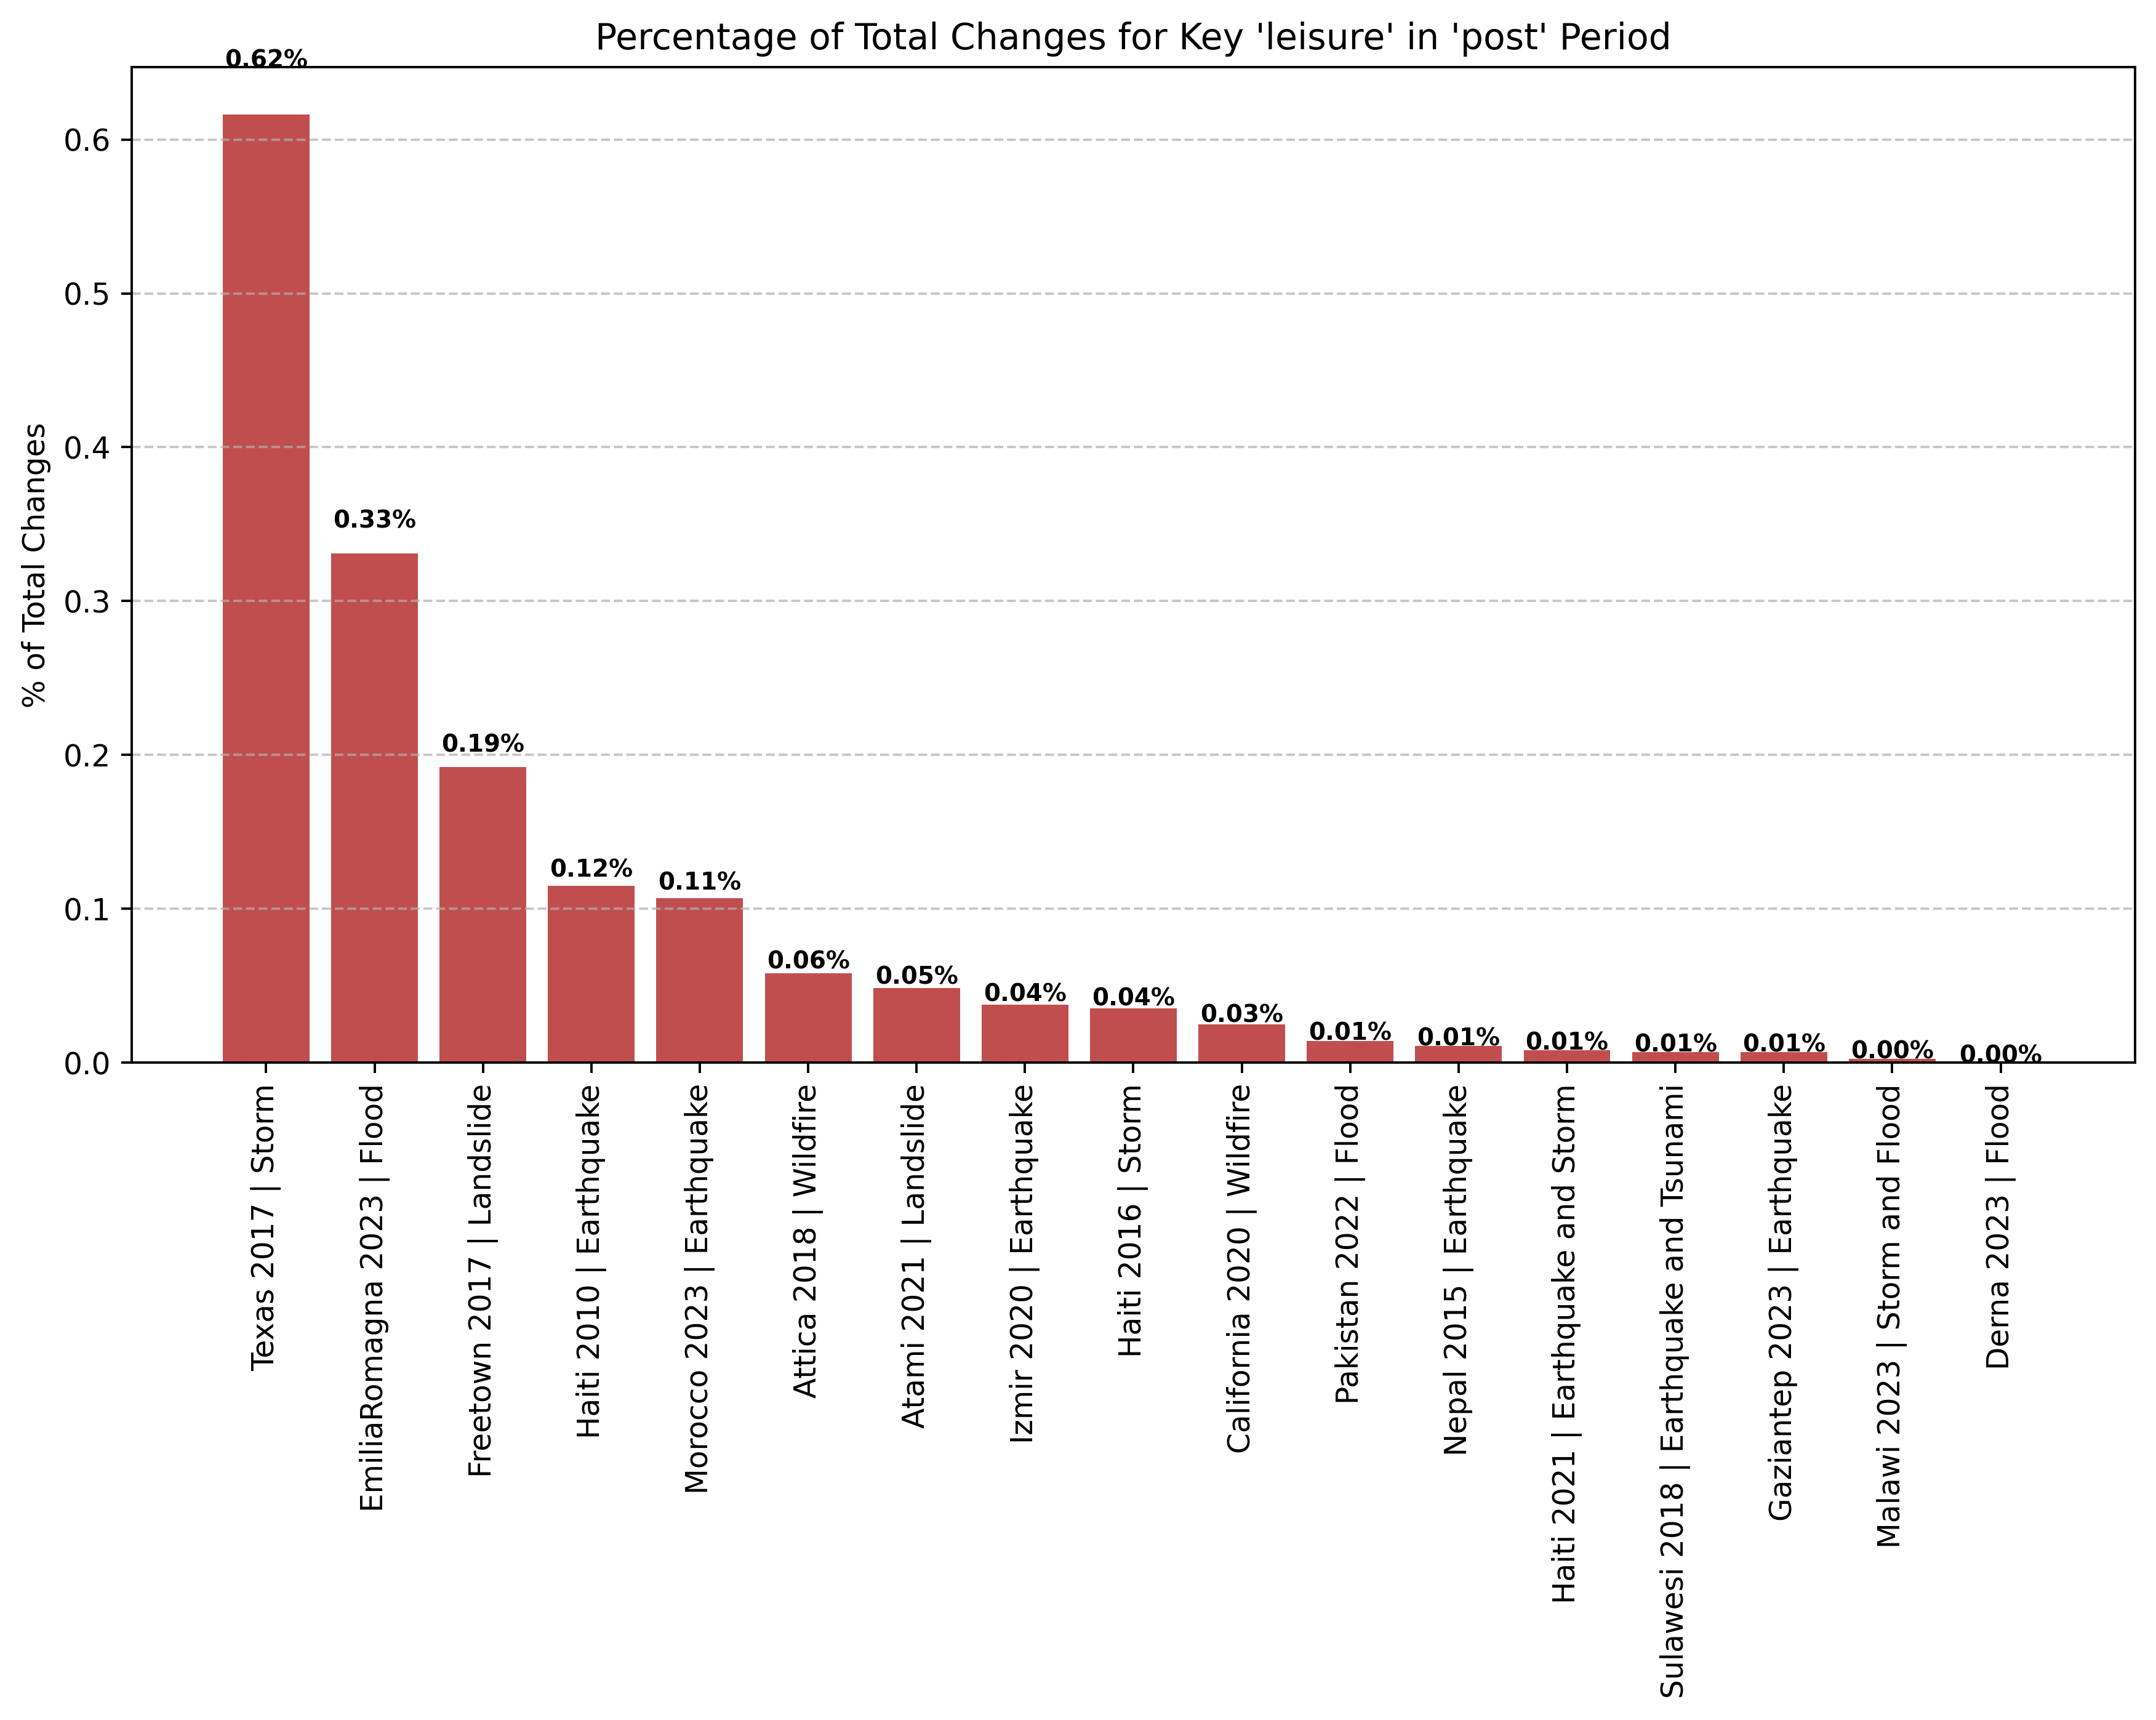 Percentage of Total Changes for Key 'leisure' in 'post' Period
% of Total Changes
0.6
0.5
0.4
0.3
0.2
0.1
0.0
0.62%
0.33%
0.19%
0.12%
0.11%
0.06%
0.05%
0.04%
0.04%
0.03%
0.01%
0.01%
0.01%
0.01%
0.01%
0.00%
0.00%
Texas 2017 | Storm
EmiliaRomagna 2023 | Flood
Freetown 2017 | Landslide
Haiti 2010 | Earthquake
Morocco 2023 | Earthquake
Attica 2018 | Wildfire
Atami 2021 | Landslide
Izmir 2020 | Earthquake
Haiti 2016 | Storm
California 2020 | Wildfire
Pakistan 2022 | Flood
Nepal 2015 | Earthquake
Haiti 2021 | Earthquake and Storm
Sulawesi 2018 | Earthquake and Tsunami
Gaziantep 2023 | Earthquake
Malawi 2023 | Storm and Flood
Derna 2023 | Flood